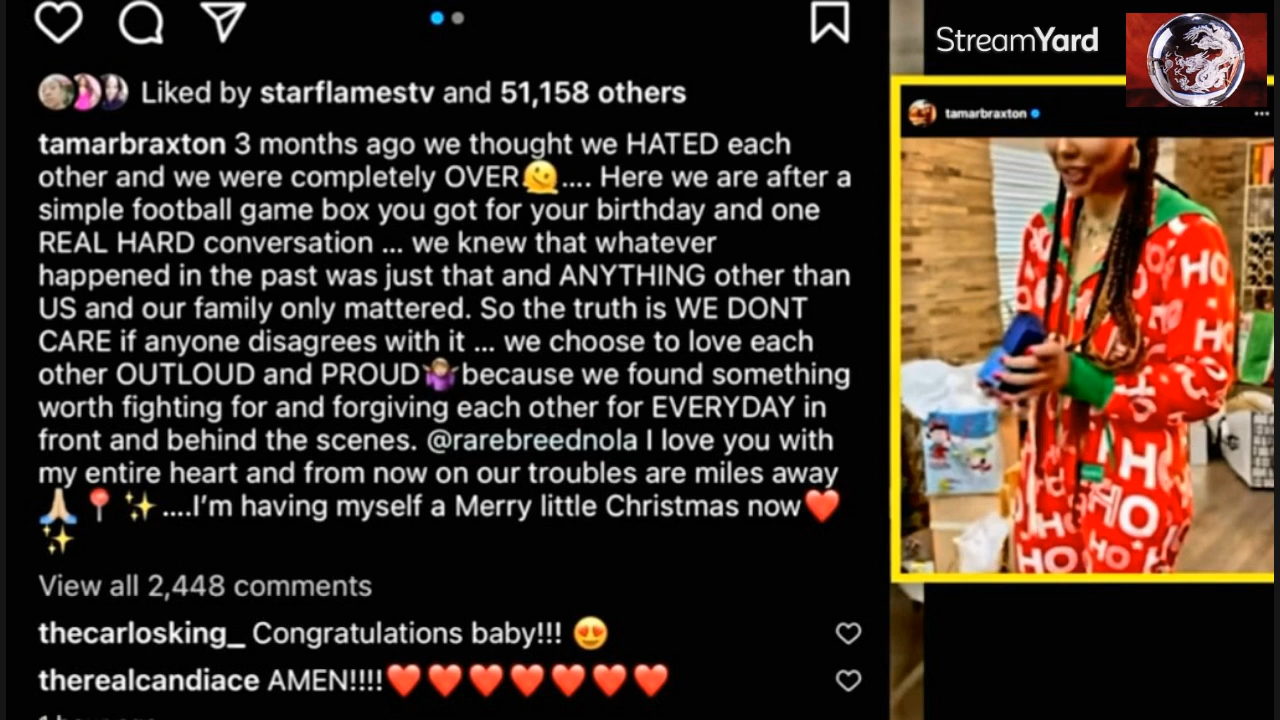 Liked by starflamestv and 51,158 others
tamarbraxton 3 months ago we thought we HATED each
other and we were completely OVER🫠.... Here we are after a
simple football game box you got for your birthday and one
REAL HARD conversation ... we knew that whatever
happened in the past was just that and ANYTHING other than
US and our family only mattered. So the truth is WE DONT
CARE if anyone disagrees with it ... we choose to love each
other OUTLOUD and PROUD🤷🏽‍♀️because we found something
worth fighting for and forgiving each other for EVERYDAY in
front and behind the scenes. @rarebreednola I love you with
my entire heart and from now on our troubles are miles away
🙏🏼📍✨....I'm having myself a Merry little Christmas now❤️
✨
View all 2,448 comments
thecarlosking_ Congratulations baby!!! 😍
therealcandiace AMEN!!!!❤️❤️❤️❤️❤️❤️❤️
StreamYard
tamarbraxton
HO
HO
HO
HO
HO
HO